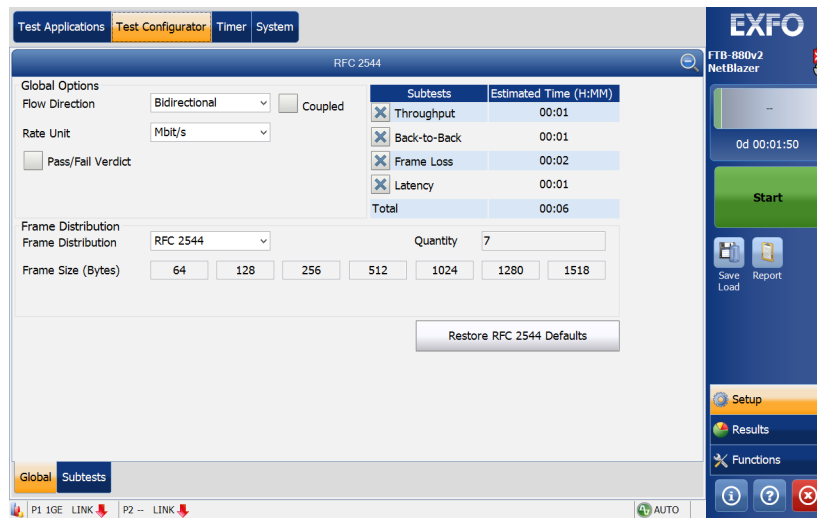 Test Applications Test Configurator Timer System
EXFO
RFC 2544
FTB-880v2
NetBlazer
Global Options
Flow Direction Bidirectional Coupled
Rate Unit Mbit/s
Pass/Fail Verdict
Subtests Estimated Time (H:MM)
Throughput 00:01
Back-to-Back 00:01
Frame Loss 00:02
Latency 00:01
Total 00:06
--
0d 00:01:50
Start
Frame Distribution
Frame Distribution RFC 2544 Quantity 7
Frame Size (Bytes) 64 128 256 512 1024 1280 1518
Save
Load
Report
Restore RFC 2544 Defaults
Setup
Results
Functions
Global Subtests
P1 1GE LINK P2 -- LINK AUTO